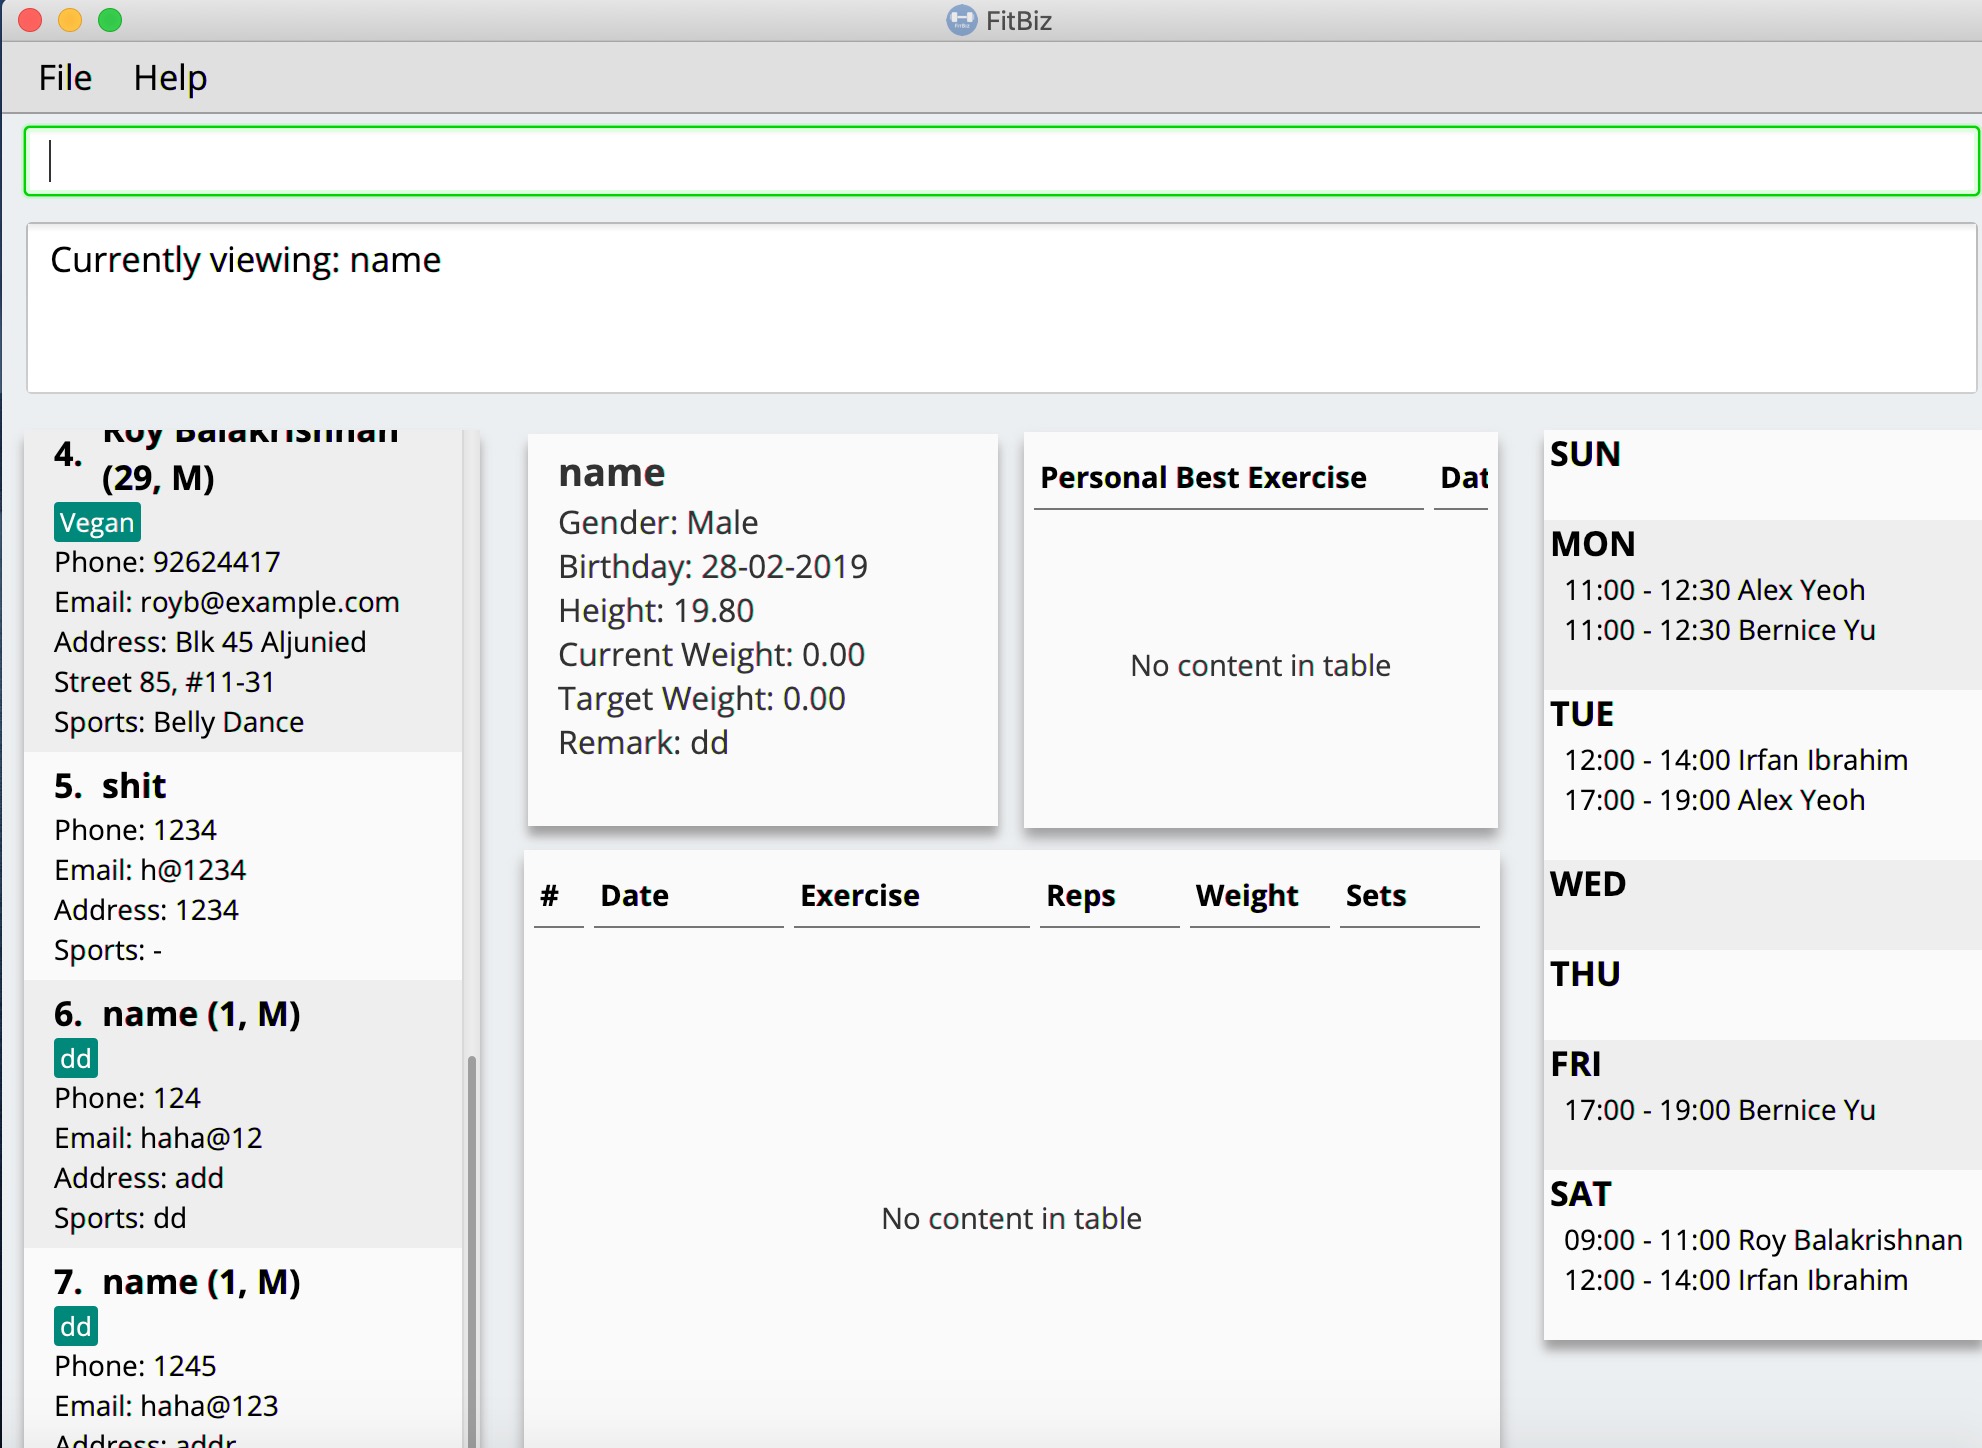 FitBiz
File Help
Currently viewing: name
4. Roy Balakrishnan
(29, M)
Vegan
Phone: 92624417
Email: royb@example.com
Address: Blk 45 Aljunied
Street 85, #11-31
Sports: Belly Dance
5. shit
Phone: 1234
Email: h@1234
Address: 1234
Sports: -
6. name (1, M)
dd
Phone: 124
Email: haha@12
Address: add
Sports: dd
7. name (1, M)
dd
Phone: 1245
Email: haha@123
Address: addr
name
Gender: Male
Birthday: 28-02-2019
Height: 19.80
Current Weight: 0.00
Target Weight: 0.00
Remark: dd
Personal Best Exercise Dat
No content in table
# Date Exercise Reps Weight Sets
No content in table
SUN
MON
11:00 - 12:30 Alex Yeoh
11:00 - 12:30 Bernice Yu
TUE
12:00 - 14:00 Irfan Ibrahim
17:00 - 19:00 Alex Yeoh
WED
THU
FRI
17:00 - 19:00 Bernice Yu
SAT
09:00 - 11:00 Roy Balakrishnan
12:00 - 14:00 Irfan Ibrahim